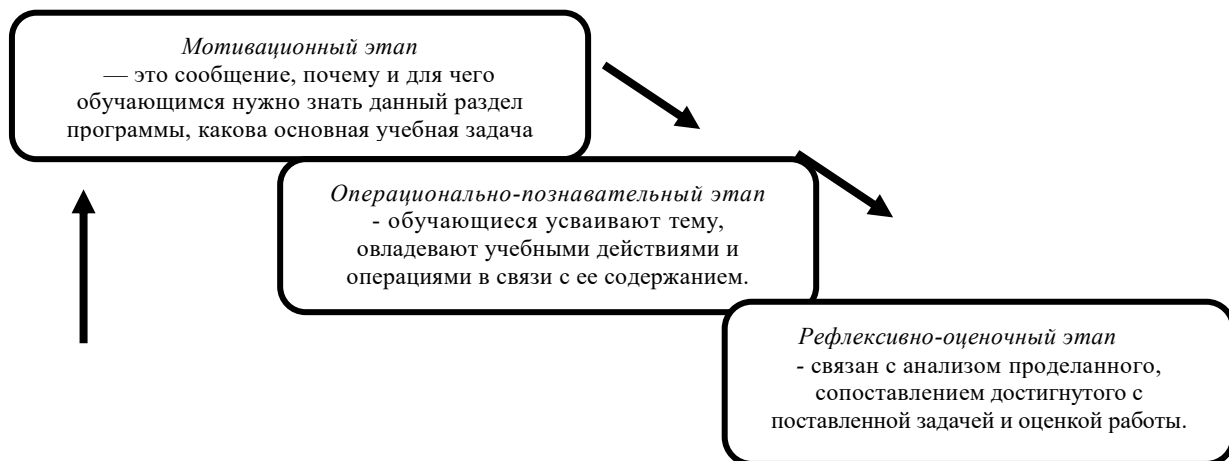 Мотивационный этап
— это сообщение, почему и для чего
обучающимся нужно знать данный раздел
программы, какова основная учебная задача
Операционально-познавательный этап
- обучающиеся усваивают тему,
овладевают учебными действиями и
операциями в связи с ее содержанием.
Рефлексивно-оценочный этап
- связан с анализом проделанного,
сопоставлением достигнутого с
поставленной задачей и оценкой работы.